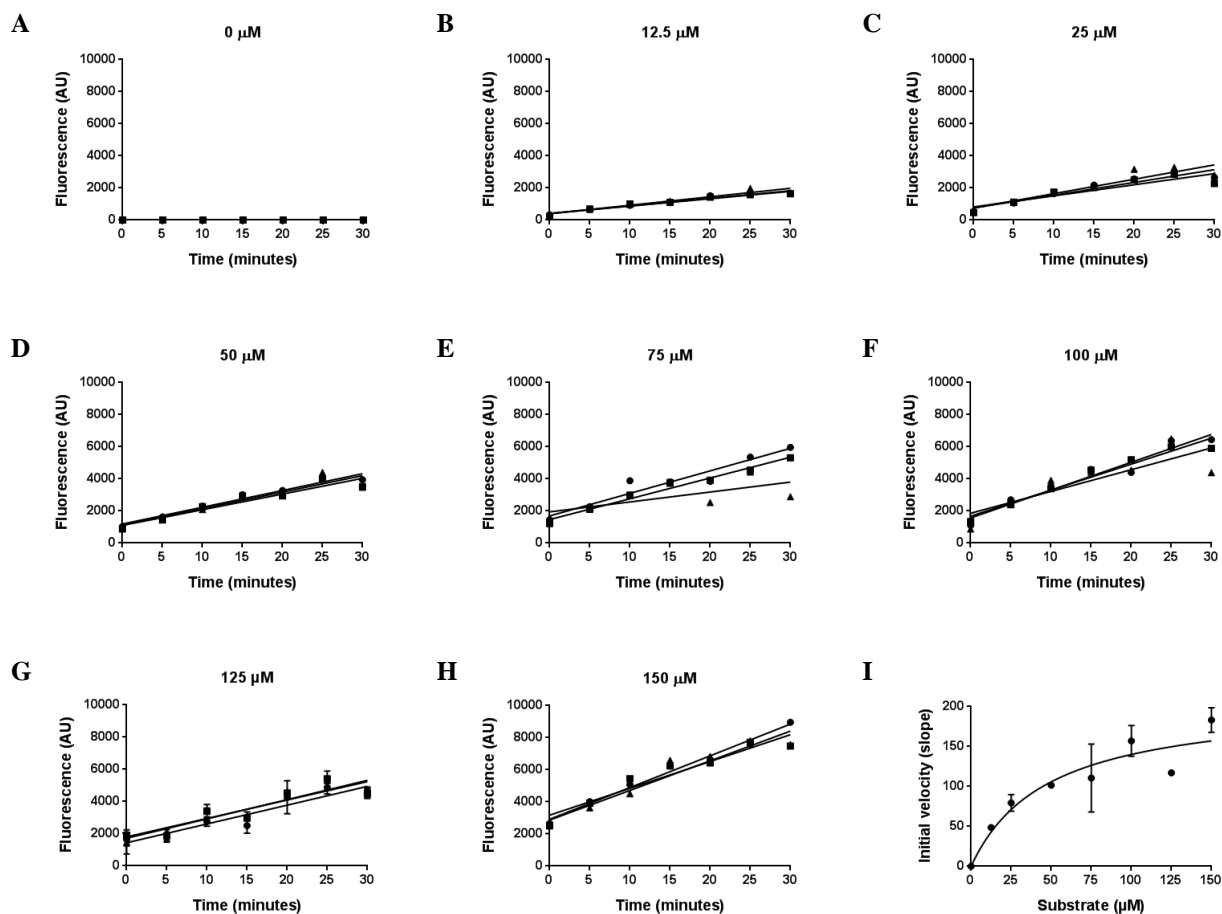 A
0 μM
10000
8000
6000
4000
2000
0
Fluorescence (AU)
0 5 10 15 20 25 30
Time (minutes)
B
12.5 μM
10000
8000
6000
4000
2000
0
Fluorescence (AU)
0 5 10 15 20 25 30
Time (minutes)
C
25 μM
10000
8000
6000
4000
2000
0
Fluorescence (AU)
0 5 10 15 20 25 30
Time (minutes)
D
50 μM
10000
8000
6000
4000
2000
0
Fluorescence (AU)
0 5 10 15 20 25 30
Time (minutes)
E
75 μM
10000
8000
6000
4000
2000
0
Fluorescence (AU)
0 5 10 15 20 25 30
Time (minutes)
F
100 μM
10000
8000
6000
4000
2000
0
Fluorescence (AU)
0 5 10 15 20 25 30
Time (minutes)
G
125 µM
10000
8000
6000
4000
2000
0
Fluorescence (AU)
0 5 10 15 20 25 30
Time (minutes)
H
150 μM
10000
8000
6000
4000
2000
0
Fluorescence (AU)
0 5 10 15 20 25 30
Time (minutes)
I
200
150
100
50
0
Initial velocity (slope)
0 25 50 75 100 125 150
Substrate (µM)